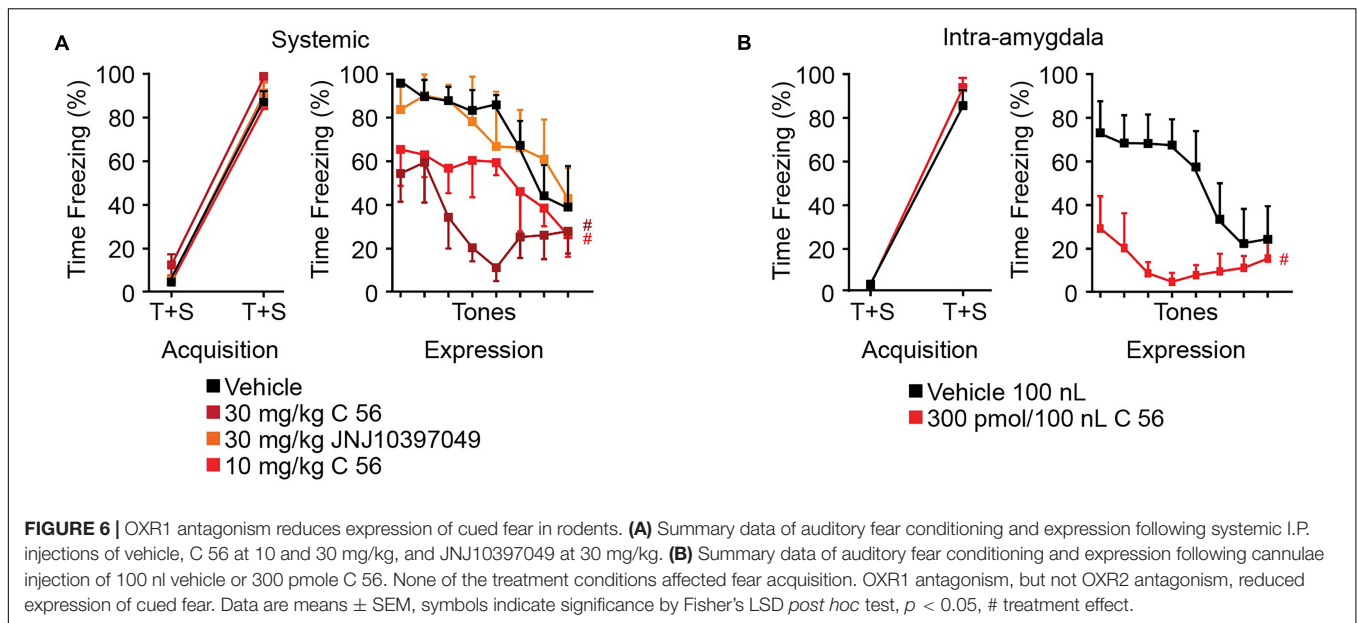 A
Systemic
Time Freezing (%)
100
80
60
40
20
0
T+S
T+S
Acquisition
Time Freezing (%)
100
80
60
40
20
0
#
#
Tones
Expression
Vehicle
30 mg/kg C 56
30 mg/kg JNJ10397049
10 mg/kg C 56
B
Intra-amygdala
Time Freezing (%)
100
80
60
40
20
0
T+S
T+S
Acquisition
Time Freezing (%)
100
80
60
40
20
0
#
Tones
Expression
Vehicle 100 nL
300 pmol/100 nL C 56
FIGURE 6 | OXR1 antagonism reduces expression of cued fear in rodents. (A) Summary data of auditory fear conditioning and expression following systemic I.P.
injections of vehicle, C 56 at 10 and 30 mg/kg, and JNJ10397049 at 30 mg/kg. (B) Summary data of auditory fear conditioning and expression following cannulae
injection of 100 nl vehicle or 300 pmole C 56. None of the treatment conditions affected fear acquisition. OXR1 antagonism, but not OXR2 antagonism, reduced
expression of cued fear. Data are means ± SEM, symbols indicate significance by Fisher's LSD post hoc test, p < 0.05, # treatment effect.